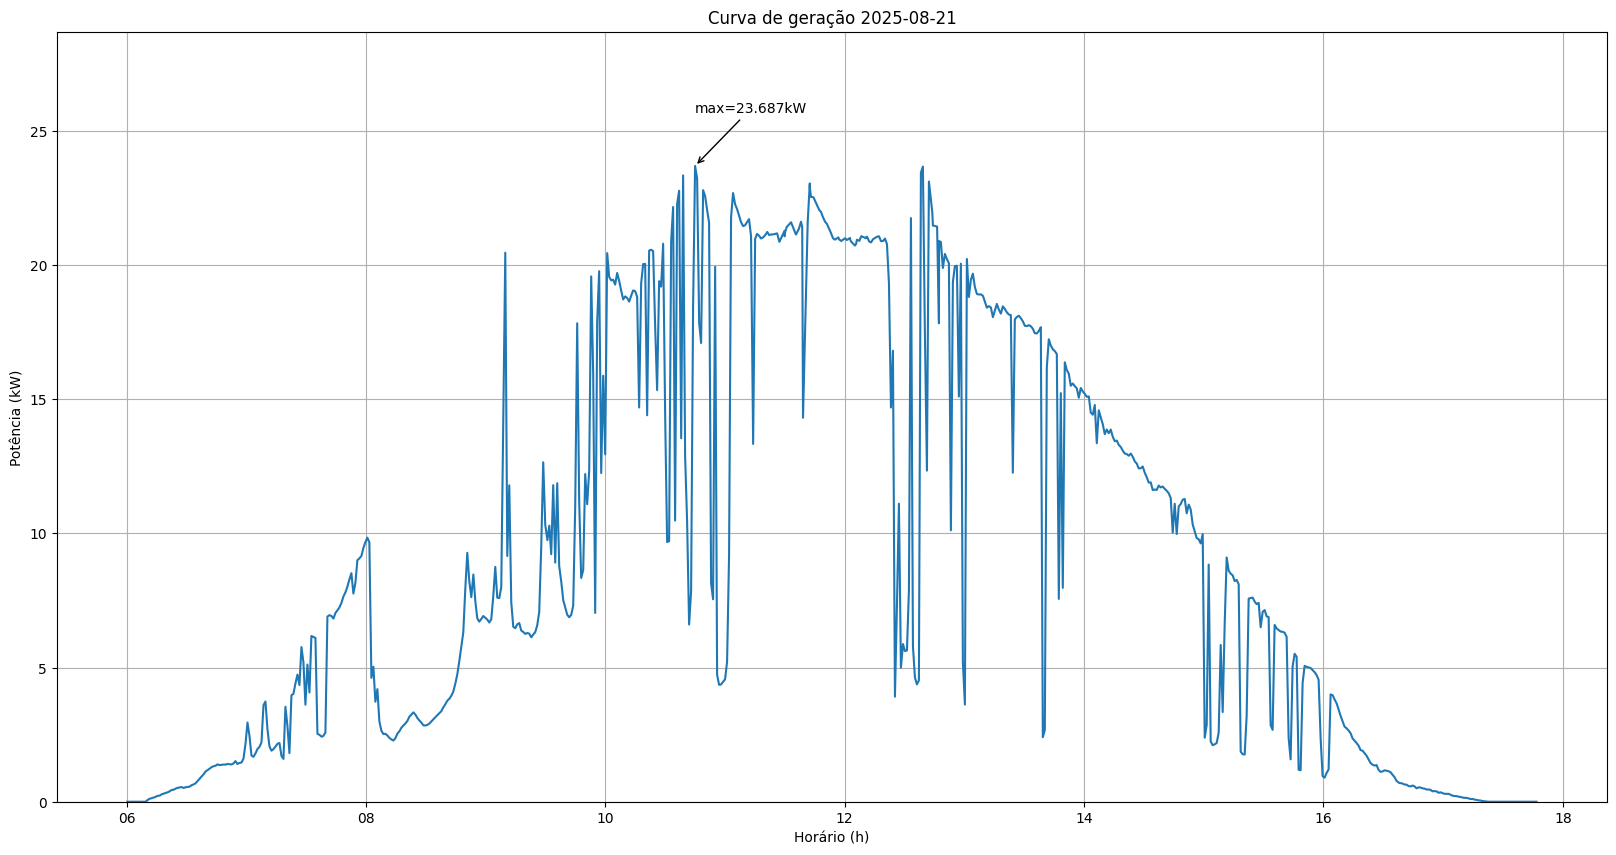 Curva de geração 2025-08-21
max=23.687kW
25
20
15
10
5
0
Potência (kW)
06 08 10 12 14 16 18
Horário (h)